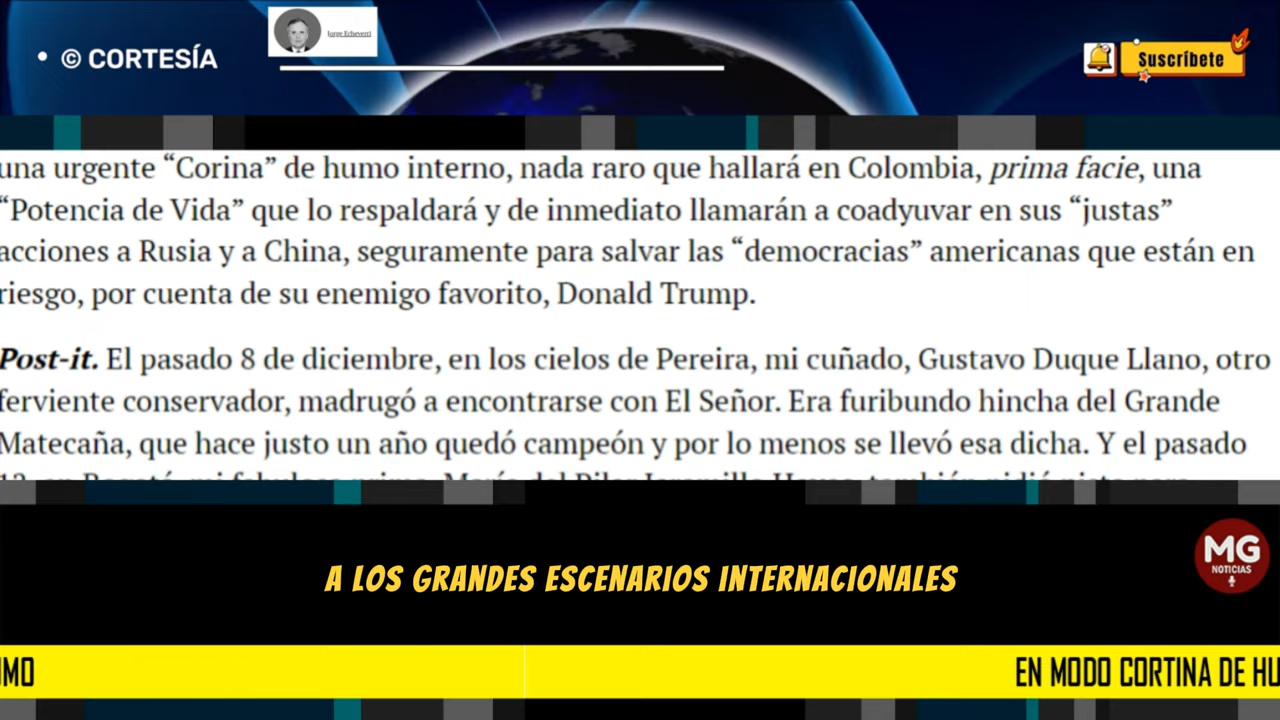 • © CORTESÍA
Jorge Echeverri
Suscríbete
una urgente “Corina” de humo interno, nada raro que hallará en Colombia, prima facie, una
“Potencia de Vida” que lo respaldará y de inmediato llamarán a coadyuvar en sus “justas”
acciones a Rusia y a China, seguramente para salvar las “democracias” americanas que están en
riesgo, por cuenta de su enemigo favorito, Donald Trump.
Post-it. El pasado 8 de diciembre, en los cielos de Pereira, mi cuñado, Gustavo Duque Llano, otro
ferviente conservador, madrugó a encontrarse con El Señor. Era furibundo hincha del Grande
Matecaña, que hace justo un año quedó campeón y por lo menos se llevó esa dicha. Y el pasado
A LOS GRANDES ESCENARIOS INTERNACIONALES
MG
NOTICIAS
UMO
EN MODO CORTINA DE HU